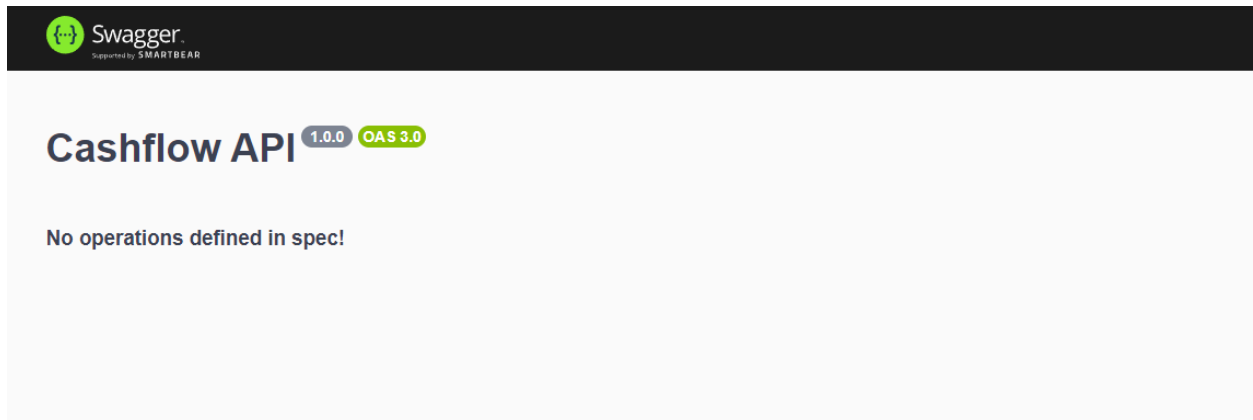 {···} Swagger.
Supported by SMARTBEAR
Cashflow API 1.0.0 OAS 3.0
No operations defined in spec!